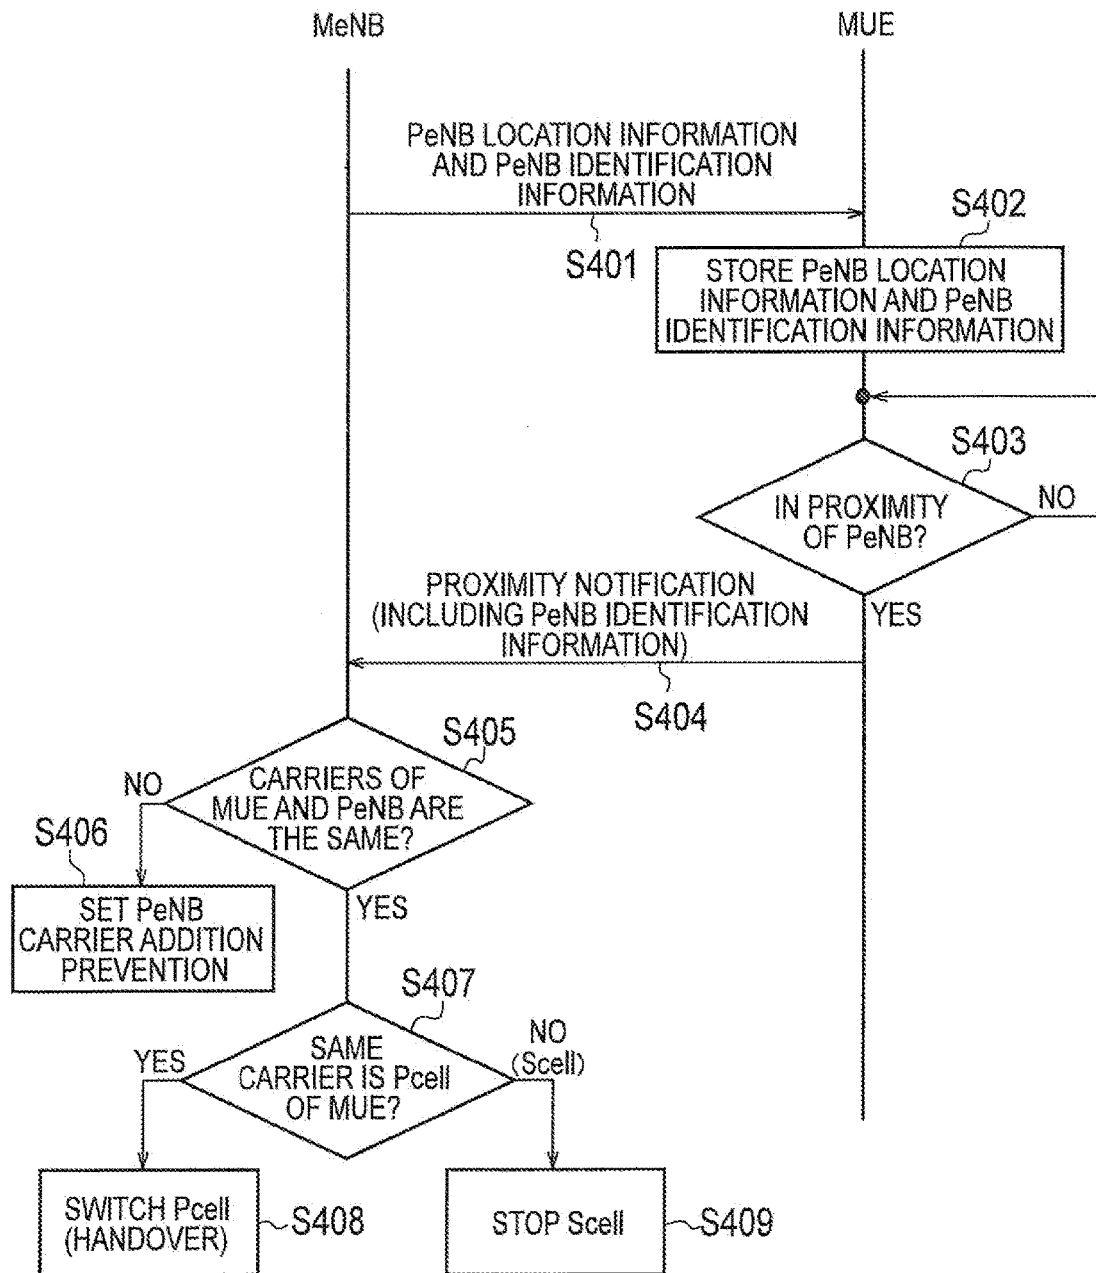 MeNB
MUE
PeNB LOCATION INFORMATION
AND PeNB IDENTIFICATION
INFORMATION
S401
S402
STORE PeNB LOCATION
INFORMATION AND PeNB
IDENTIFICATION INFORMATION
S403
IN PROXIMITY
OF PeNB?
NO
YES
PROXIMITY NOTIFICATION
(INCLUDING PeNB IDENTIFICATION
INFORMATION)
S404
S405
CARRIERS OF
MUE AND PeNB ARE
THE SAME?
NO
YES
S406
SET PeNB
CARRIER ADDITION
PREVENTION
S407
SAME
CARRIER IS Pcell
OF MUE?
YES
NO
(Scell)
SWITCH Pcell
(HANDOVER)
S408
STOP Scell
S409